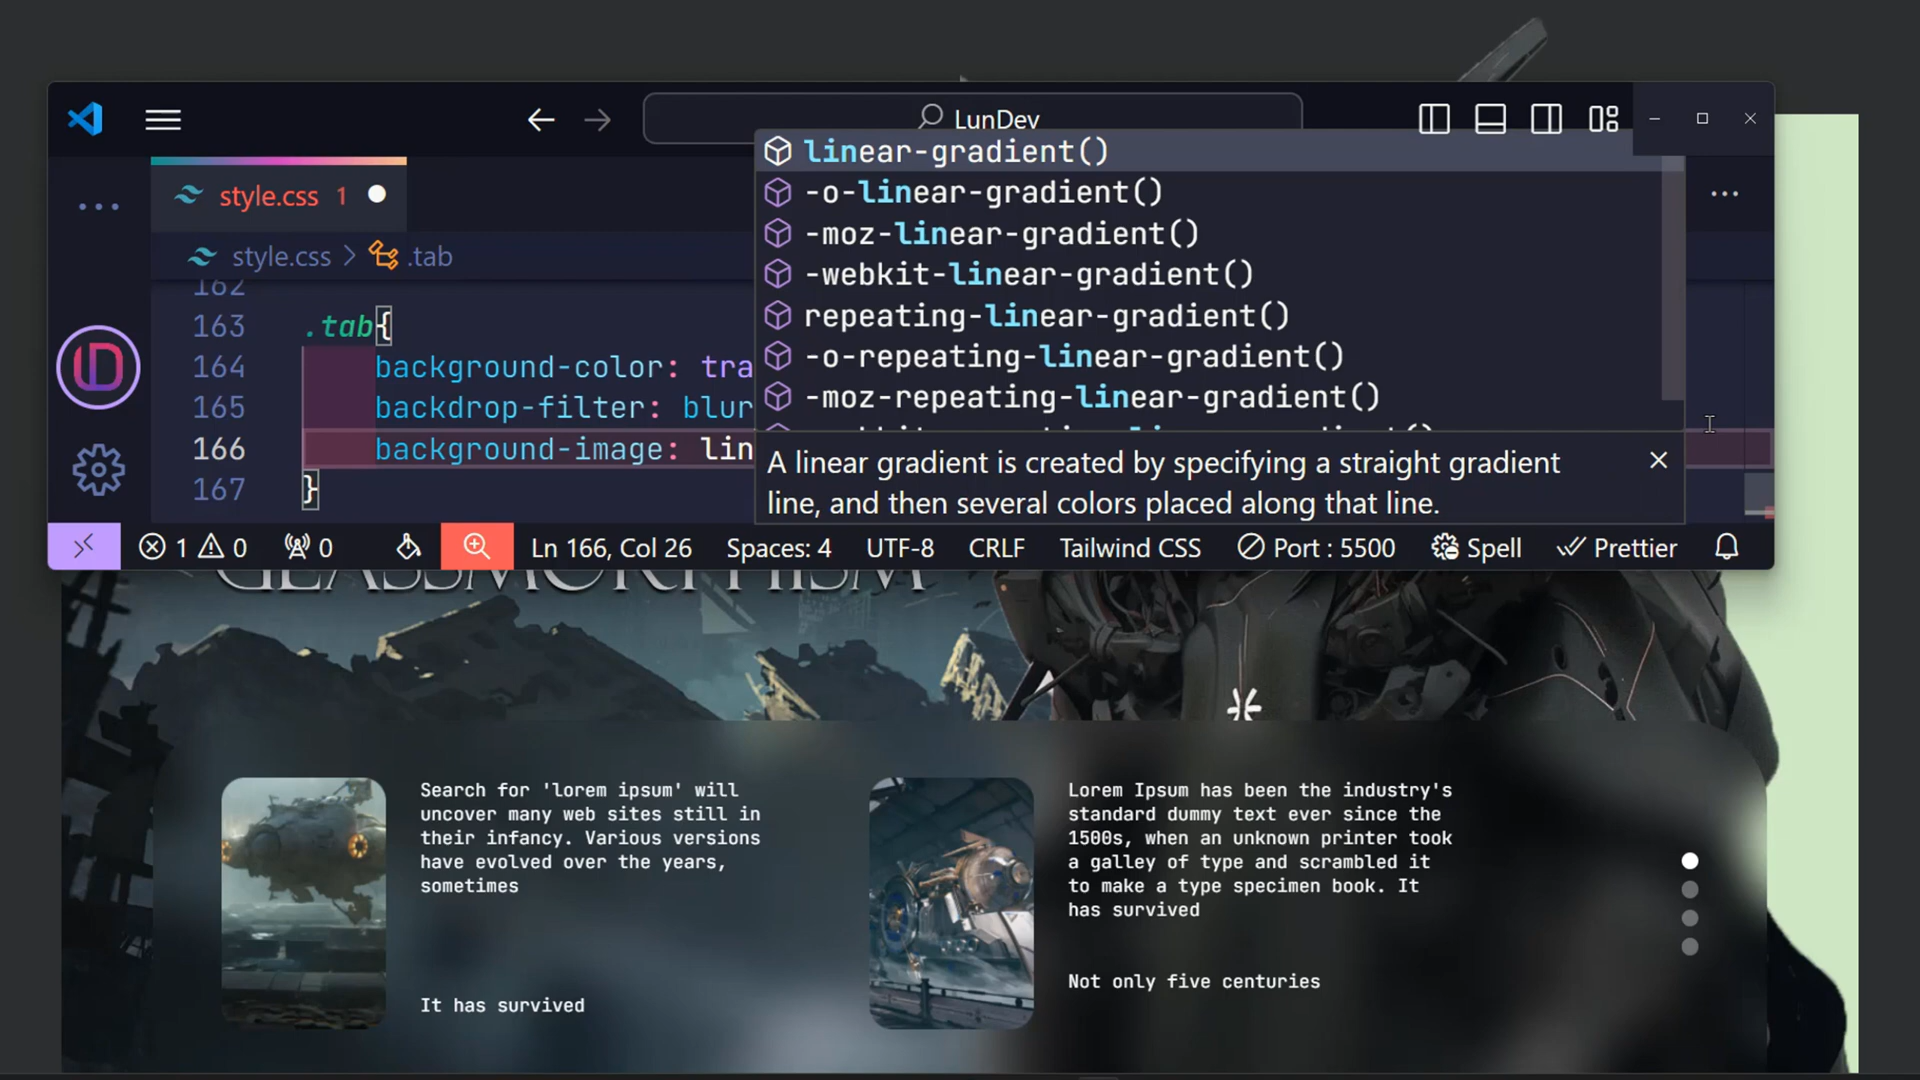 LunDev
style.css 1
style.css > .tab
linear-gradient()
-o-linear-gradient()
-moz-linear-gradient()
-webkit-linear-gradient()
repeating-linear-gradient()
-o-repeating-linear-gradient()
-moz-repeating-linear-gradient()
162
163 .tab{
164 background-color: tra
165 backdrop-filter: blur
166 background-image: lin
167 }
A linear gradient is created by specifying a straight gradient
line, and then several colors placed along that line.
1 0 0 Ln 166, Col 26 Spaces: 4 UTF-8 CRLF Tailwind CSS Port : 5500 Spell Prettier
GLASSMORPHISM
Search for 'lorem ipsum' will
uncover many web sites still in
their infancy. Various versions
have evolved over the years,
sometimes
It has survived
Lorem Ipsum has been the industry's
standard dummy text ever since the
1500s, when an unknown printer took
a galley of type and scrambled it
to make a type specimen book. It
has survived
Not only five centuries